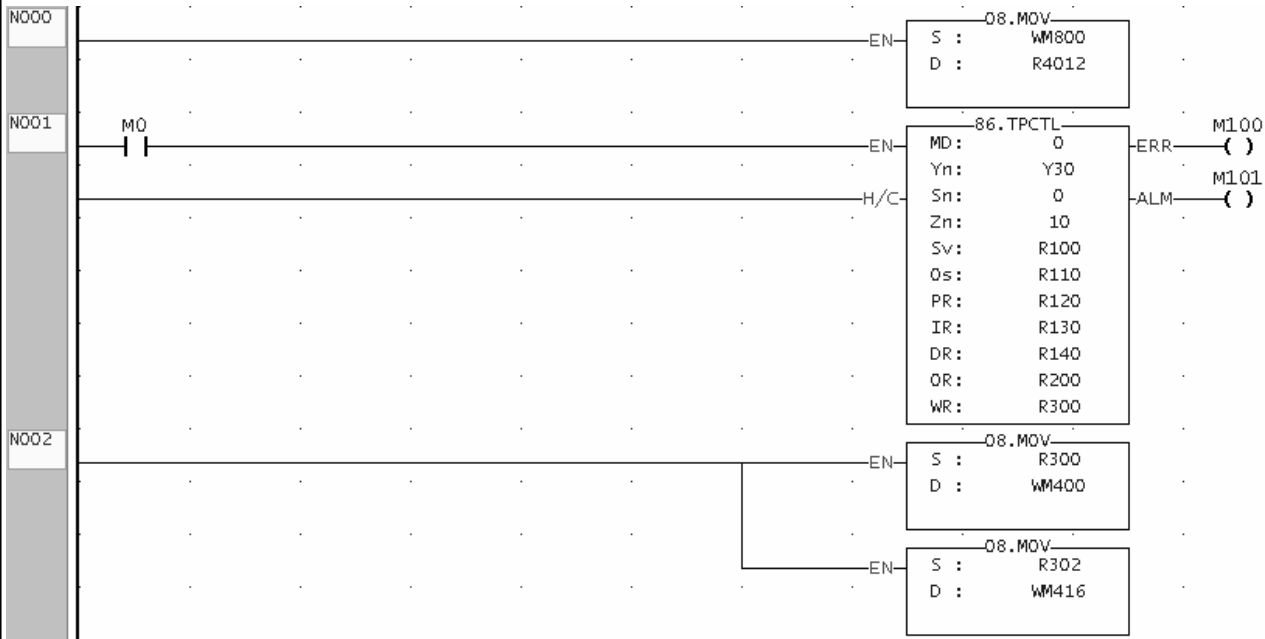 N000
08.MOV
EN S : WM800
D : R4012
N001
M0
86.TPCTL
M100
EN MD: 0 ERR ( )
Yn: Y30
M101
H/C Sn: 0 ALM ( )
Zn: 10
Sv: R100
Os: R110
PR: R120
IR: R130
DR: R140
OR: R200
WR: R300
N002
08.MOV
EN S : R300
D : WM400
08.MOV
EN S : R302
D : WM416